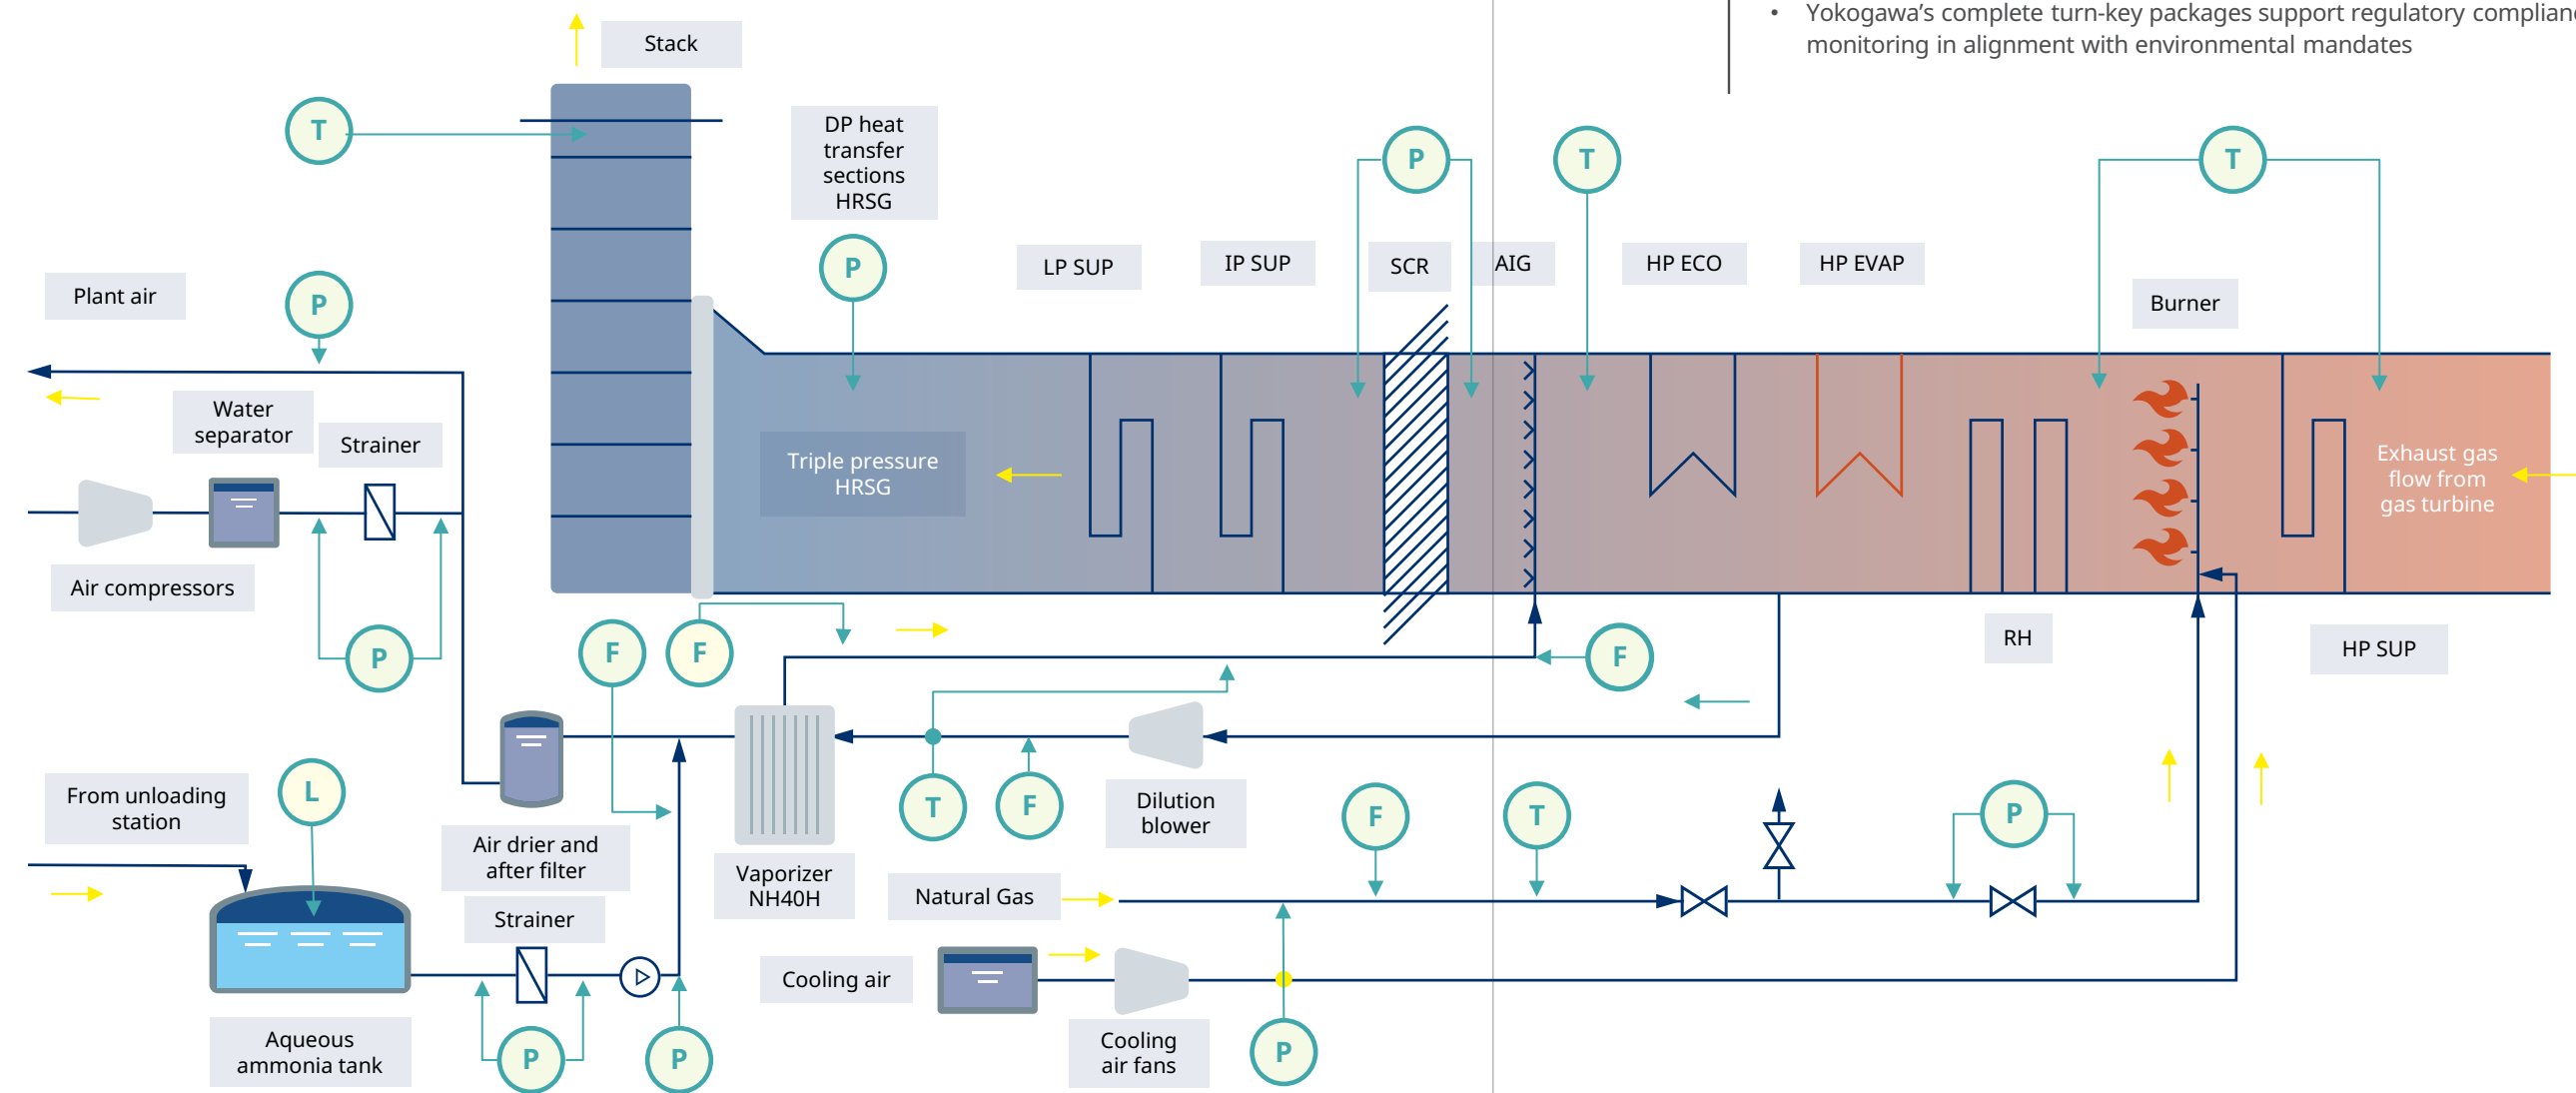 • Yokogawa’s complete turn-key packages support regulatory
monitoring in alignment with environmental mandates
Stack
T
DP heat
transfer
sections
HRSG
P
T
T
P
P
Plant air
LP SUP
IP SUP
SCR
AIG
HP ECO
HP EVAP
Burner
Water
separator
Strainer
Triple pressure
HRSG
Exhaust gas
flow from
gas turbine
Air compressors
P
F
F
F
RH
HP SUP
From unloading
station
L
Air drier and
after filter
Vaporizer
NH40H
T
F
Dilution
blower
F
T
P
Natural Gas
Strainer
Cooling air
Aqueous
ammonia tank
P
P
Cooling
air fans
P